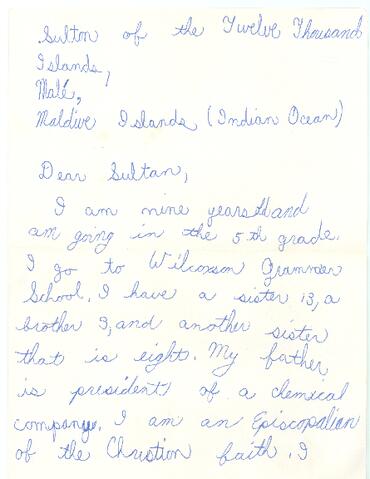 Sulton of the Twelve Thousand
Islands,
Malé,
Maldive Islands (Indian Ocean)
Dear Sultan,
I am nine years old and
am going in the 5th grade.
I go to Wilcoxson Grammer
School. I have a sister 13, a
brother 3, and another sister
that is eight. My father
is president of a chemical
company. I am an Episcopalian
of the Christion faith. I